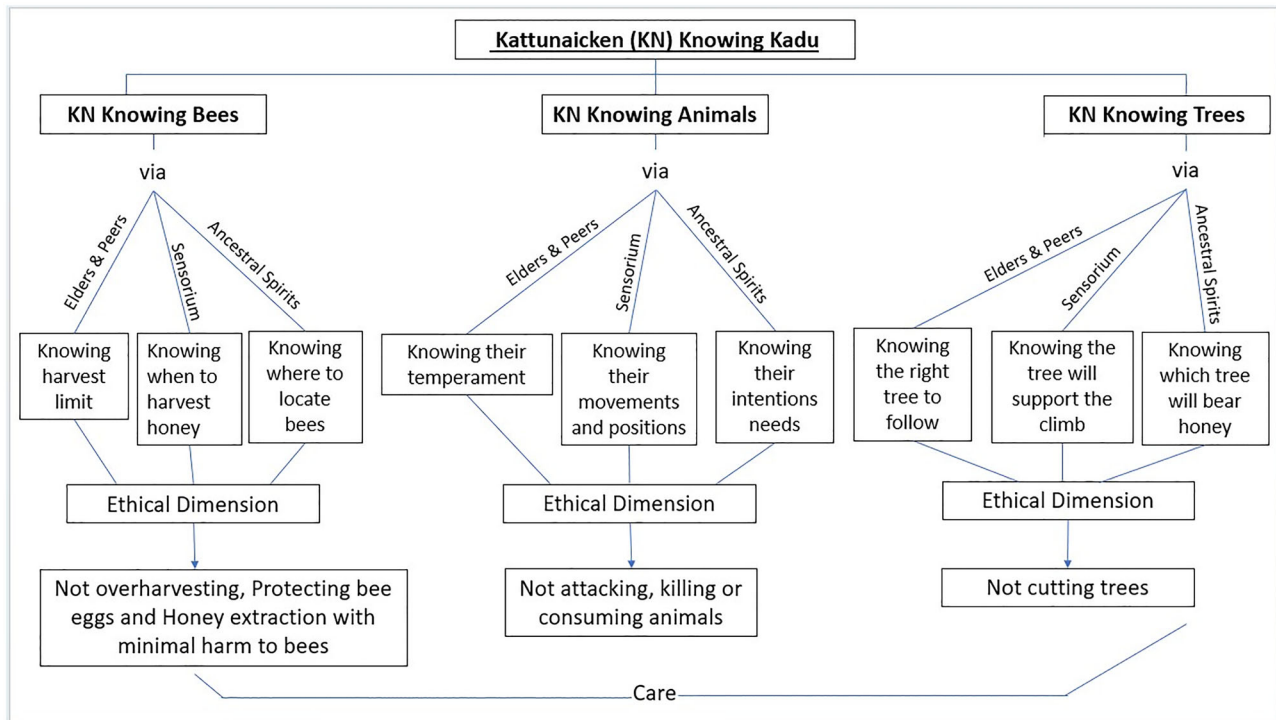 Kattunaicken (KN) Knowing Kadu
KN Knowing Bees
KN Knowing Animals
KN Knowing Trees
via
via
via
Elders & Peers
Sensorium
Ancestral Spirits
Elders & Peers
Sensorium
Ancestral Spirits
Elders & Peers
Sensorium
Ancestral Spirits
Knowing
harvest
limit
Knowing
when to
harvest
honey
Knowing
where to
locate
bees
Knowing their
temperament
Knowing
their
movements
and positions
Knowing
their
intentions
needs
Knowing
the right
tree to
follow
Knowing the
tree will
support the
climb
Knowing
which tree
will bear
honey
Ethical Dimension
Ethical Dimension
Ethical Dimension
Not overharvesting, Protecting bee
eggs and Honey extraction with
minimal harm to bees
Not attacking, killing or
consuming animals
Not cutting trees
Care